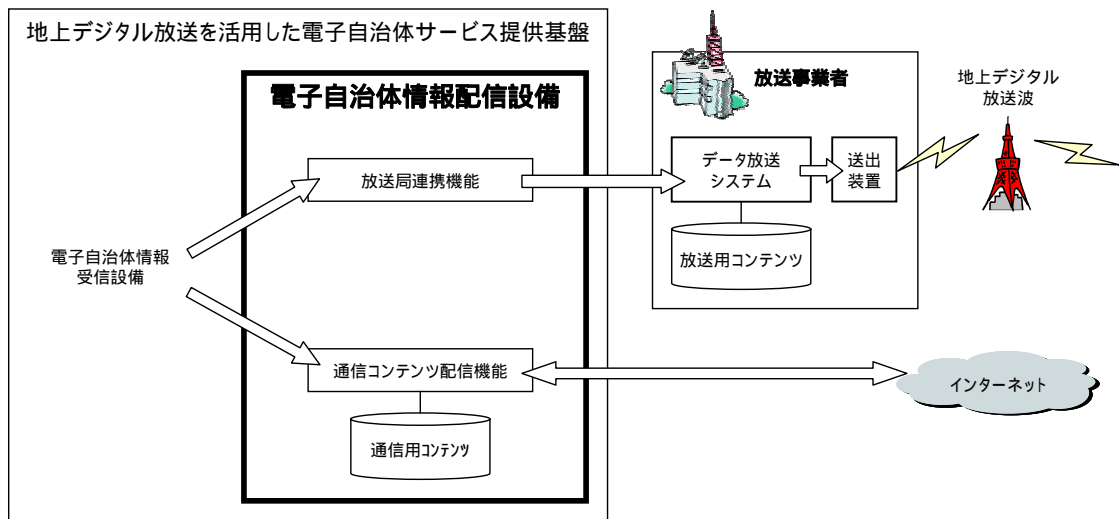 地上デジタル放送を活用した電子自治体サービス提供基盤
電子自治体情報配信設備
放送局連携機能
電子自治体情報
受信設備
通信コンテンツ配信機能
通信用コンテンツ
放送事業者
データ放送
システム
送出
装置
放送用コンテンツ
地上デジタル
放送波
インターネット